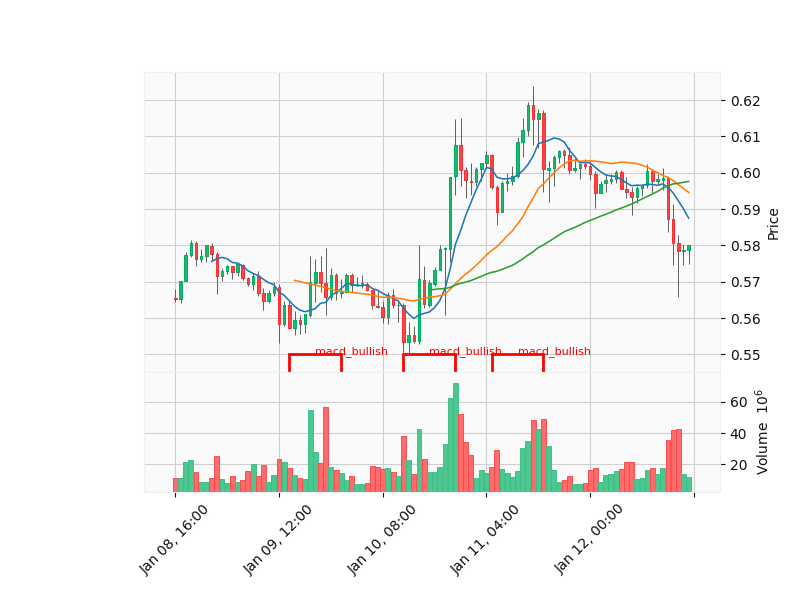 0.62
0.61
0.60
0.59
0.58
0.57
0.56
0.55
Price
macd_bullish macd_bullish macd_bullish
60
40
20
Volume 10^6
Jan 08, 16:00
Jan 09, 12:00
Jan 10, 08:00
Jan 11, 04:00
Jan 12, 00:00